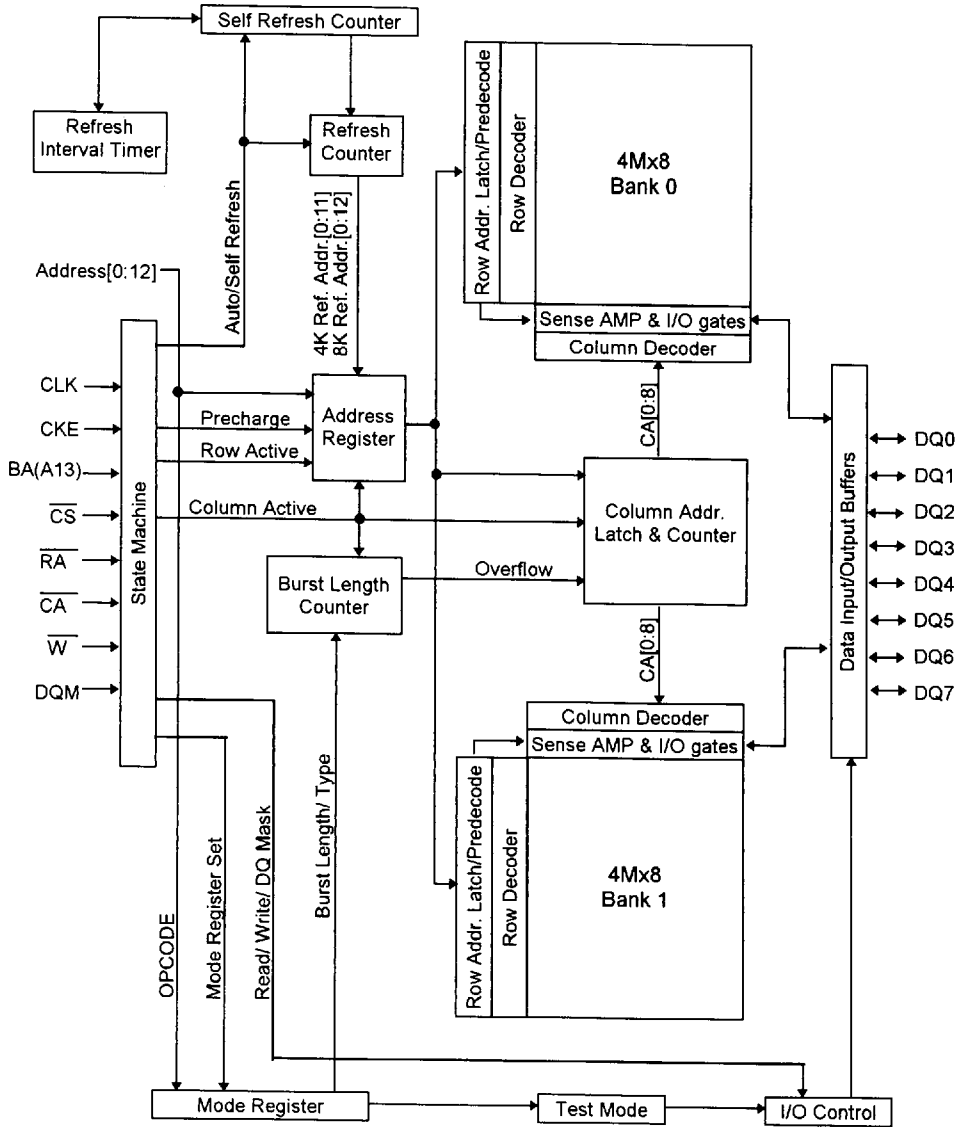 Self Refresh Counter
Refresh
Interval Timer
Refresh
Counter
Auto/Self Refresh
4K Ref. Addr.[0:11]
8K Ref. Addr.[0:12]
Row Addr. Latch/Predecode
Row Decoder
4Mx8
Bank 0
Sense AMP & I/O gates
Column Decoder
Address[0:12]
CLK
CKE
BA(A13)
CS
RA
CA
W
DQM
State Machine
Precharge
Row Active
Column Active
Address
Register
Burst Length
Counter
Overflow
CA[0:8]
Column Addr.
Latch & Counter
CA[0:8]
Data Input/Output Buffers
DQ0
DQ1
DQ2
DQ3
DQ4
DQ5
DQ6
DQ7
Column Decoder
Sense AMP & I/O gates
Row Addr. Latch/Predecode
Row Decoder
4Mx8
Bank 1
OPCODE
Mode Register Set
Read/ Write/ DQ Mask
Burst Length/ Type
Mode Register
Test Mode
I/O Control